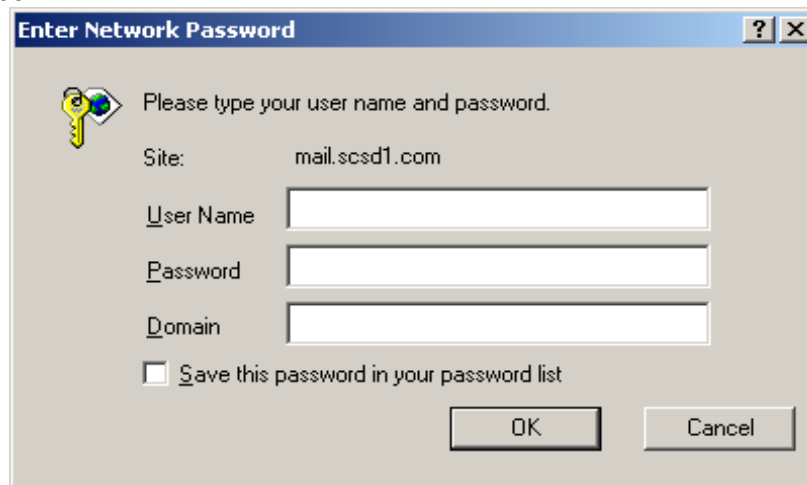 Enter Network Password
Please type your user name and password.
Site: mail.scsd1.com
User Name
Password
Domain
Save this password in your password list
OK Cancel